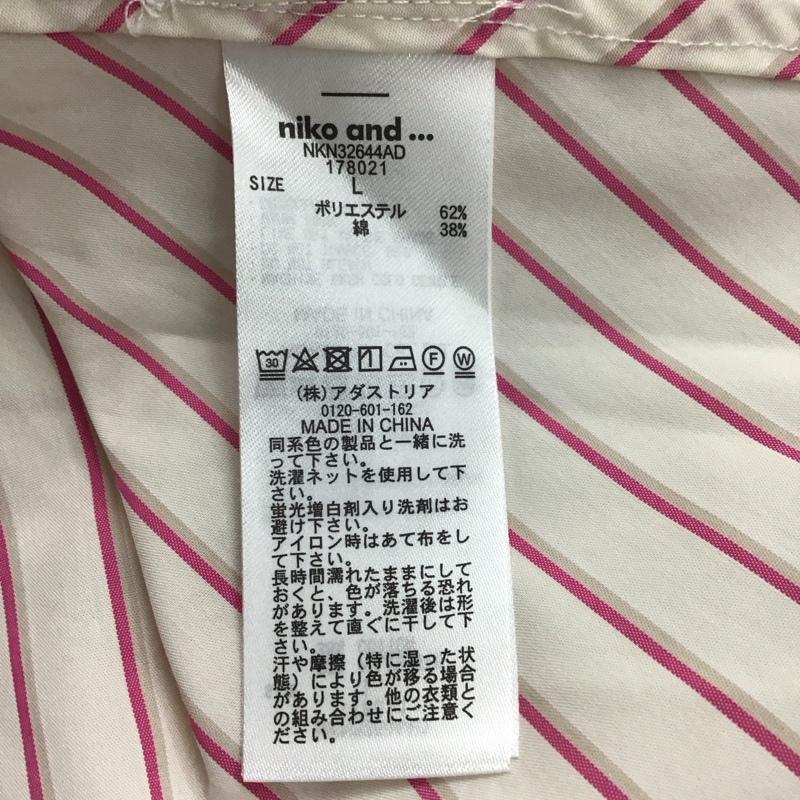 niko and ...
NKN32644AD
178021
SIZE L
ポリエステル 62%
綿 38%
30 F W
(株)アダストリア
0120-601-162
MADE IN CHINA
同系色の製品と一緒に洗
って下さい。
洗濯ネットを使用して下
さい。
蛍光増白剤入り洗剤はお
避け下さい。
アイロン時はあて布をし
て下さい。
長時間濡れたままにして
おくと、色が落ちる恐れ
があります。洗濯後は形
を整えて直ぐに干して下
さい。
汗や摩擦(特に湿った状
態)により色が移る場合
があります。他の衣類と
の組み合わせにご注意く
ださい。